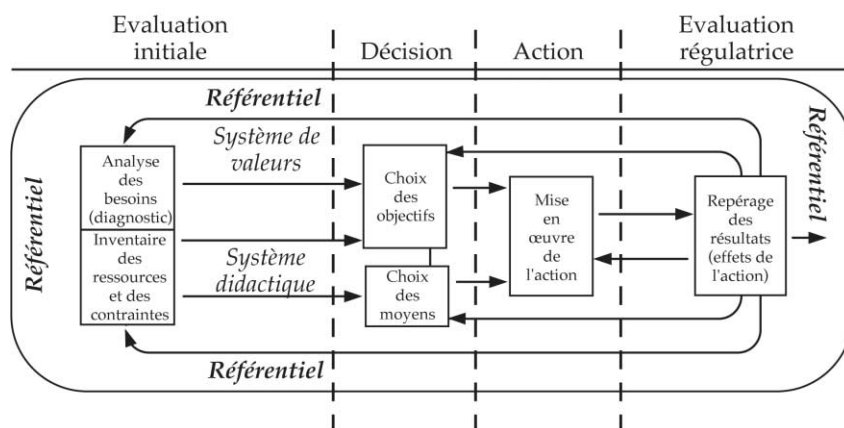 Evaluation
initiale
Décision
Action
Evaluation
régulatrice
Référentiel
Référentiel
Référentiel
Système de
valeurs
Analyse
des
besoins
(diagnostic)
Inventaire
des
ressources
et des
contraintes
Système
didactique
Choix
des
objectifs
Choix
des
moyens
Mise
en
œuvre
de
l'action
Repérage
des
résultats
(effets de
l'action)
Référentiel